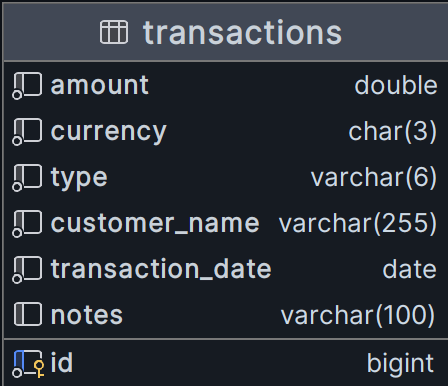 transactions
amount double
currency char(3)
type varchar(6)
customer_name varchar(255)
transaction_date date
notes varchar(100)
id bigint